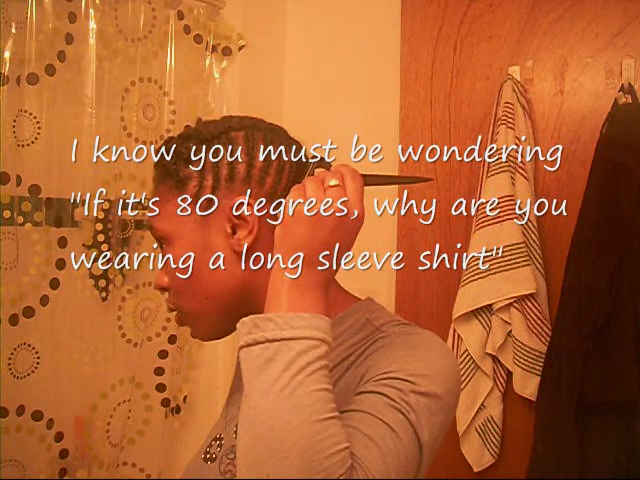 I know you must be wondering
"If it's 80 degrees, why are you
wearing a long sleeve shirt"